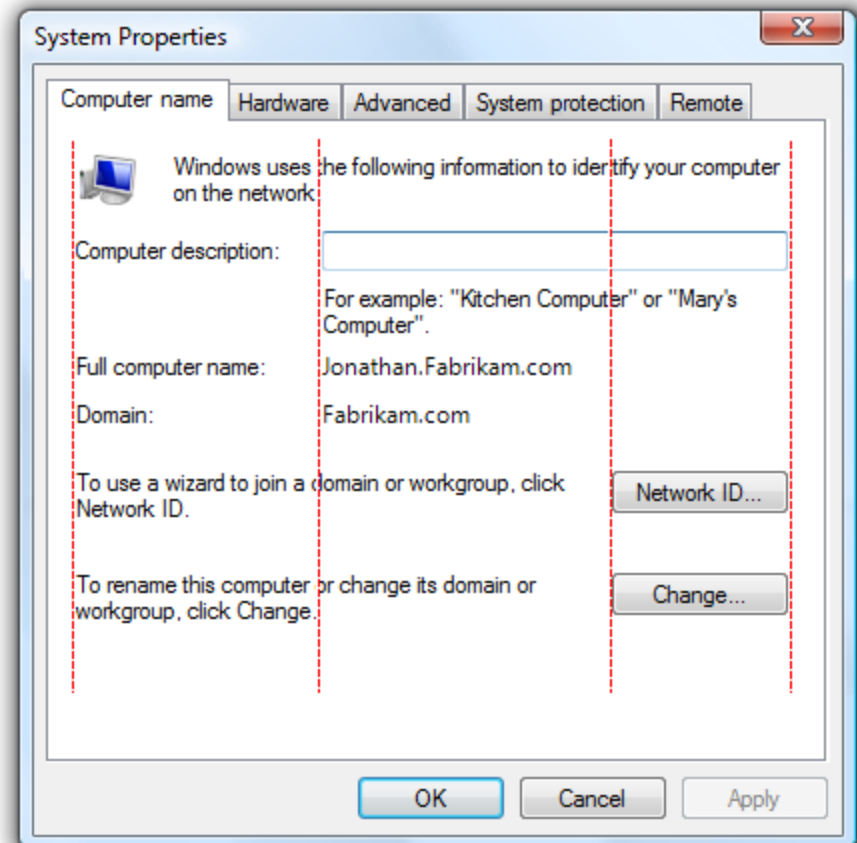 System Properties
Computer name Hardware Advanced System protection Remote
Windows uses the following information to identify your computer
on the network
Computer description:
For example: "Kitchen Computer" or "Mary's
Computer".
Full computer name: Jonathan.Fabrikam.com
Domain: Fabrikam.com
To use a wizard to join a domain or workgroup, click
Network ID.
Network ID...
To rename this computer or change its domain or
workgroup, click Change.
Change...
OK Cancel Apply